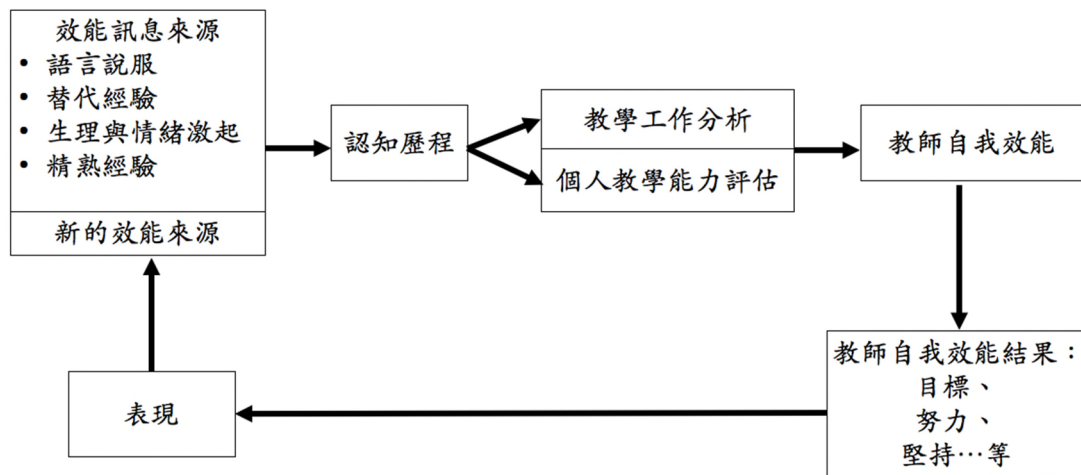 效能訊息來源
• 語言說服
• 替代經驗
• 生理與情緒激起
• 精熟經驗
新的效能來源
認知歷程
教學工作分析
個人教學能力評估
教師自我效能
教師自我效能結果：
目標、
努力、
堅持…等
表現